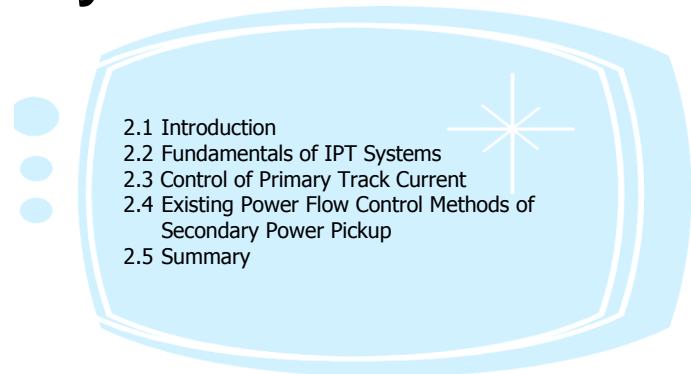 2.1 Introduction
2.2 Fundamentals of IPT Systems
2.3 Control of Primary Track Current
2.4 Existing Power Flow Control Methods of
Secondary Power Pickup
2.5 Summary